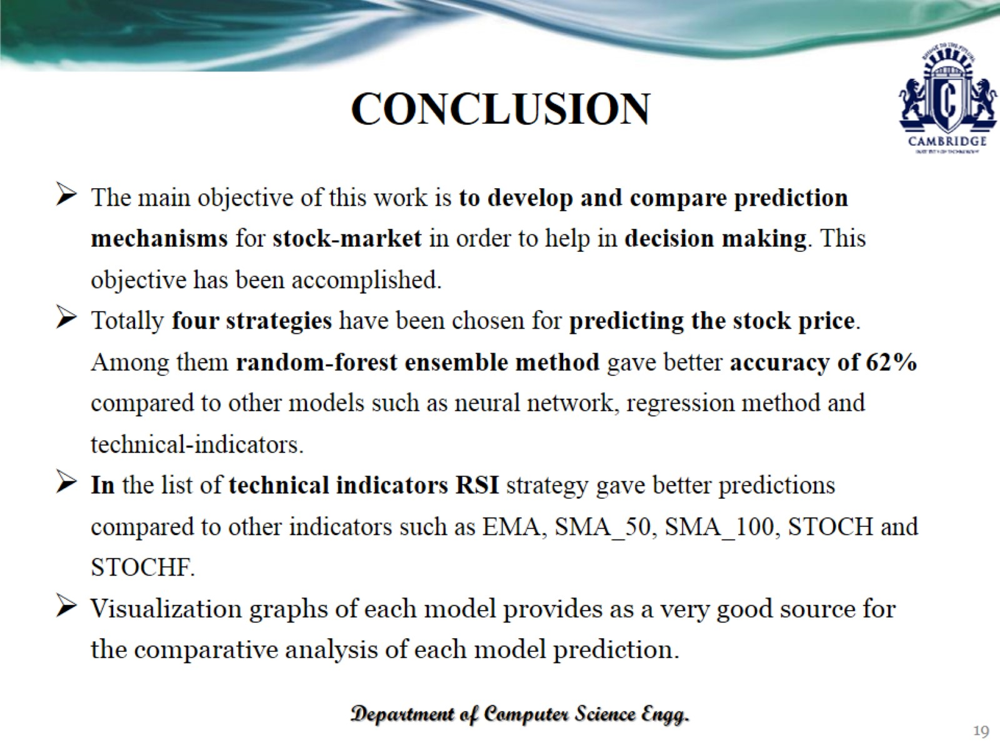 CONCLUSION
CAMBRIDGE
The main objective of this work is to develop and compare prediction
mechanisms for stock-market in order to help in decision making. This
objective has been accomplished.
Totally four strategies have been chosen for predicting the stock price.
Among them random-forest ensemble method gave better accuracy of 62%
compared to other models such as neural network, regression method and
technical-indicators.
In the list of technical indicators RSI strategy gave better predictions
compared to other indicators such as EMA, SMA_50, SMA_100, STOCH and
STOCHF.
Visualization graphs of each model provides as a very good source for
the comparative analysis of each model prediction.
Department of Computer Science Engg.
19